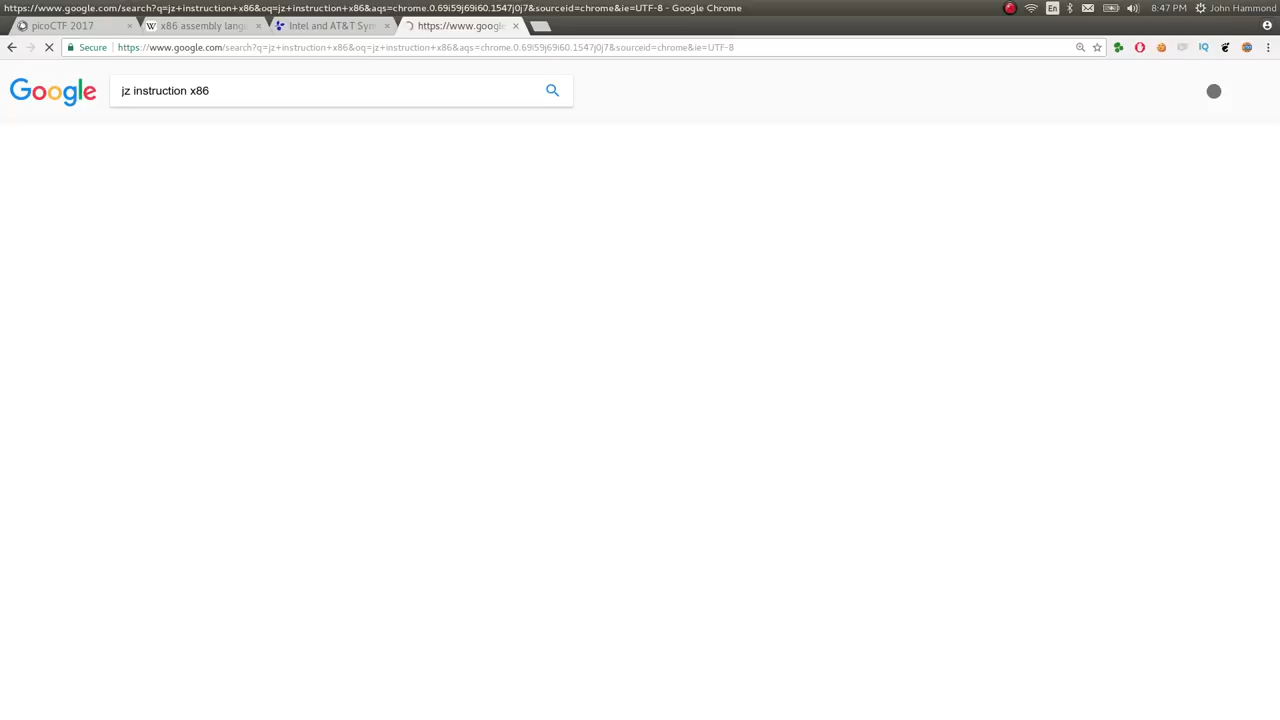 https://www.google.com/search?q=jz+instruction+x86&oq=jz+instruction+x86&aqs=chrome.0.69i59j69i60.1547j0j7&sourceid=chrome&ie=UTF-8 - Google Chrome
En
8:47 PM
John Hammond
picoCTF 2017
x86 assembly lang
Intel and AT&T Syn
https://www.google
Secure
https://www.google.com/search?q=jz+instruction+x86&oq=jz+instruction+x86&aqs=chrome.0.69i59j69i60.1547j0j7&sourceid=chrome&ie=UTF-8
IQ
Google
jz instruction x86